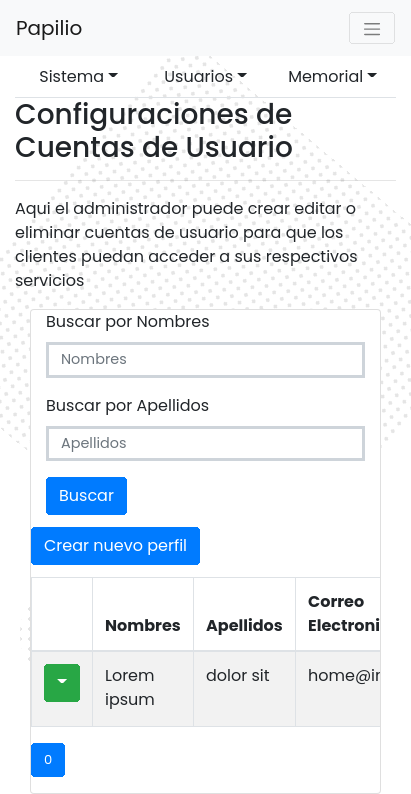 Papilio
Sistema Usuarios Memorial
Configuraciones de
Cuentas de Usuario
Aqui el administrador puede crear editar o
eliminar cuentas de usuario para que los
clientes puedan acceder a sus respectivos
servicios
Buscar por Nombres
Nombres
Buscar por Apellidos
Apellidos
Buscar
Crear nuevo perfil
Nombres Apellidos Correo
Electroni
Lorem dolor sit home@i
ipsum
0